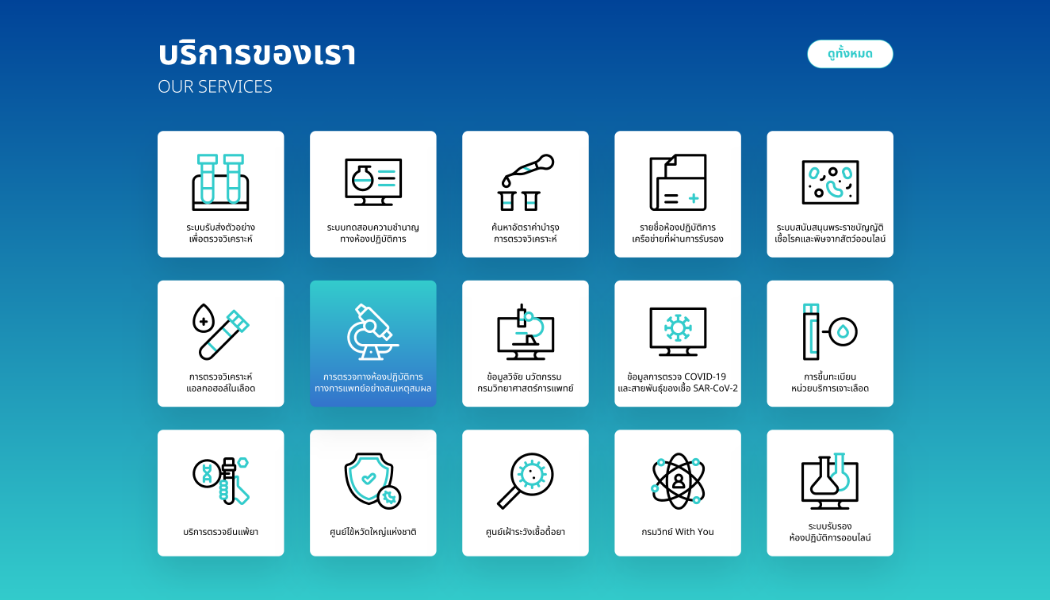 บริการของเรา
ดูทั้งหมด
OUR SERVICES
ระบบรับส่งตัวอย่าง
เพื่อตรวจวิเคราะห์
ระบบทดสอบความชำนาญ
ทางห้องปฏิบัติการ
ค้นหาอัตราค่าบำรุง
การตรวจวิเคราะห์
รายชื่อห้องปฏิบัติการ
เครือข่ายที่ผ่านการรับรอง
ระบบสนับสนุนพระราชบัญญัติ
เชื้อโรคและพิษจากสัตว์ออนไลน์
การตรวจวิเคราะห์
แอลกอฮอล์ในเลือด
การตรวจทางห้องปฏิบัติการ
ทางการแพทย์อย่างสมเหตุสมผล
ข้อมูลวิจัย นวัตกรรม
กรมวิทยาศาสตร์การแพทย์
ข้อมูลการตรวจ COVID-19
และสายพันธุ์ของเชื้อ SAR-CoV-2
การขึ้นทะเบียน
หน่วยบริการเจาะเลือด
บริการตรวจยีนแพ้ยา
ศูนย์ไข้หวัดใหญ่แห่งชาติ
ศูนย์เฝ้าระวังเชื้อดื้อยา
กรมวิทย์ With You
ระบบรับรอง
ห้องปฏิบัติการออนไลน์